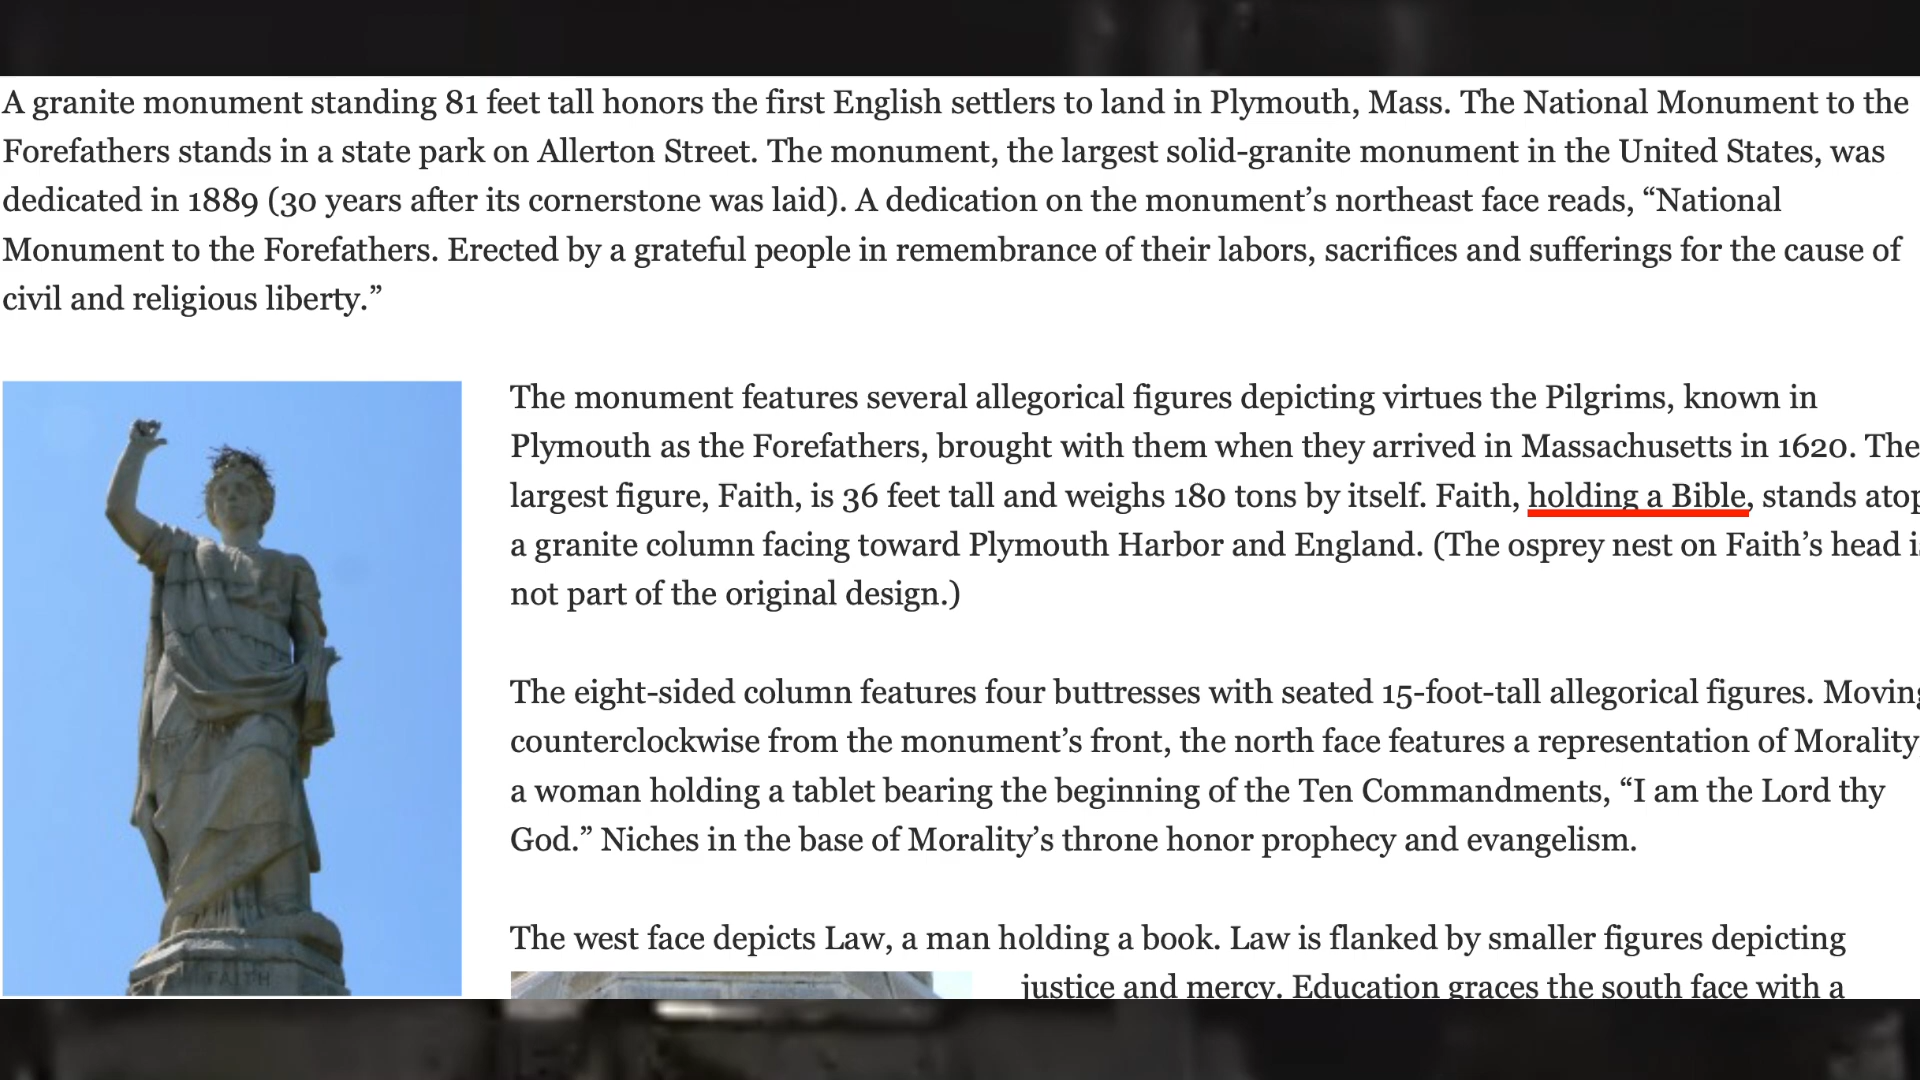 A granite monument standing 81 feet tall honors the first English settlers to land in Plymouth, Mass. The National Monument to the
Forefathers stands in a state park on Allerton Street. The monument, the largest solid-granite monument in the United States, was
dedicated in 1889 (30 years after its cornerstone was laid). A dedication on the monument’s northeast face reads, “National
Monument to the Forefathers. Erected by a grateful people in remembrance of their labors, sacrifices and sufferings for the cause of
civil and religious liberty.”
The monument features several allegorical figures depicting virtues the Pilgrims, known in
Plymouth as the Forefathers, brought with them when they arrived in Massachusetts in 1620. The
largest figure, Faith, is 36 feet tall and weighs 180 tons by itself. Faith, holding a Bible, stands atop
a granite column facing toward Plymouth Harbor and England. (The osprey nest on Faith’s head is
not part of the original design.)
The eight-sided column features four buttresses with seated 15-foot-tall allegorical figures. Moving
counterclockwise from the monument’s front, the north face features a representation of Morality,
a woman holding a tablet bearing the beginning of the Ten Commandments, “I am the Lord thy
God.” Niches in the base of Morality’s throne honor prophecy and evangelism.
The west face depicts Law, a man holding a book. Law is flanked by smaller figures depicting
justice and mercy. Education graces the south face with a
FAITH